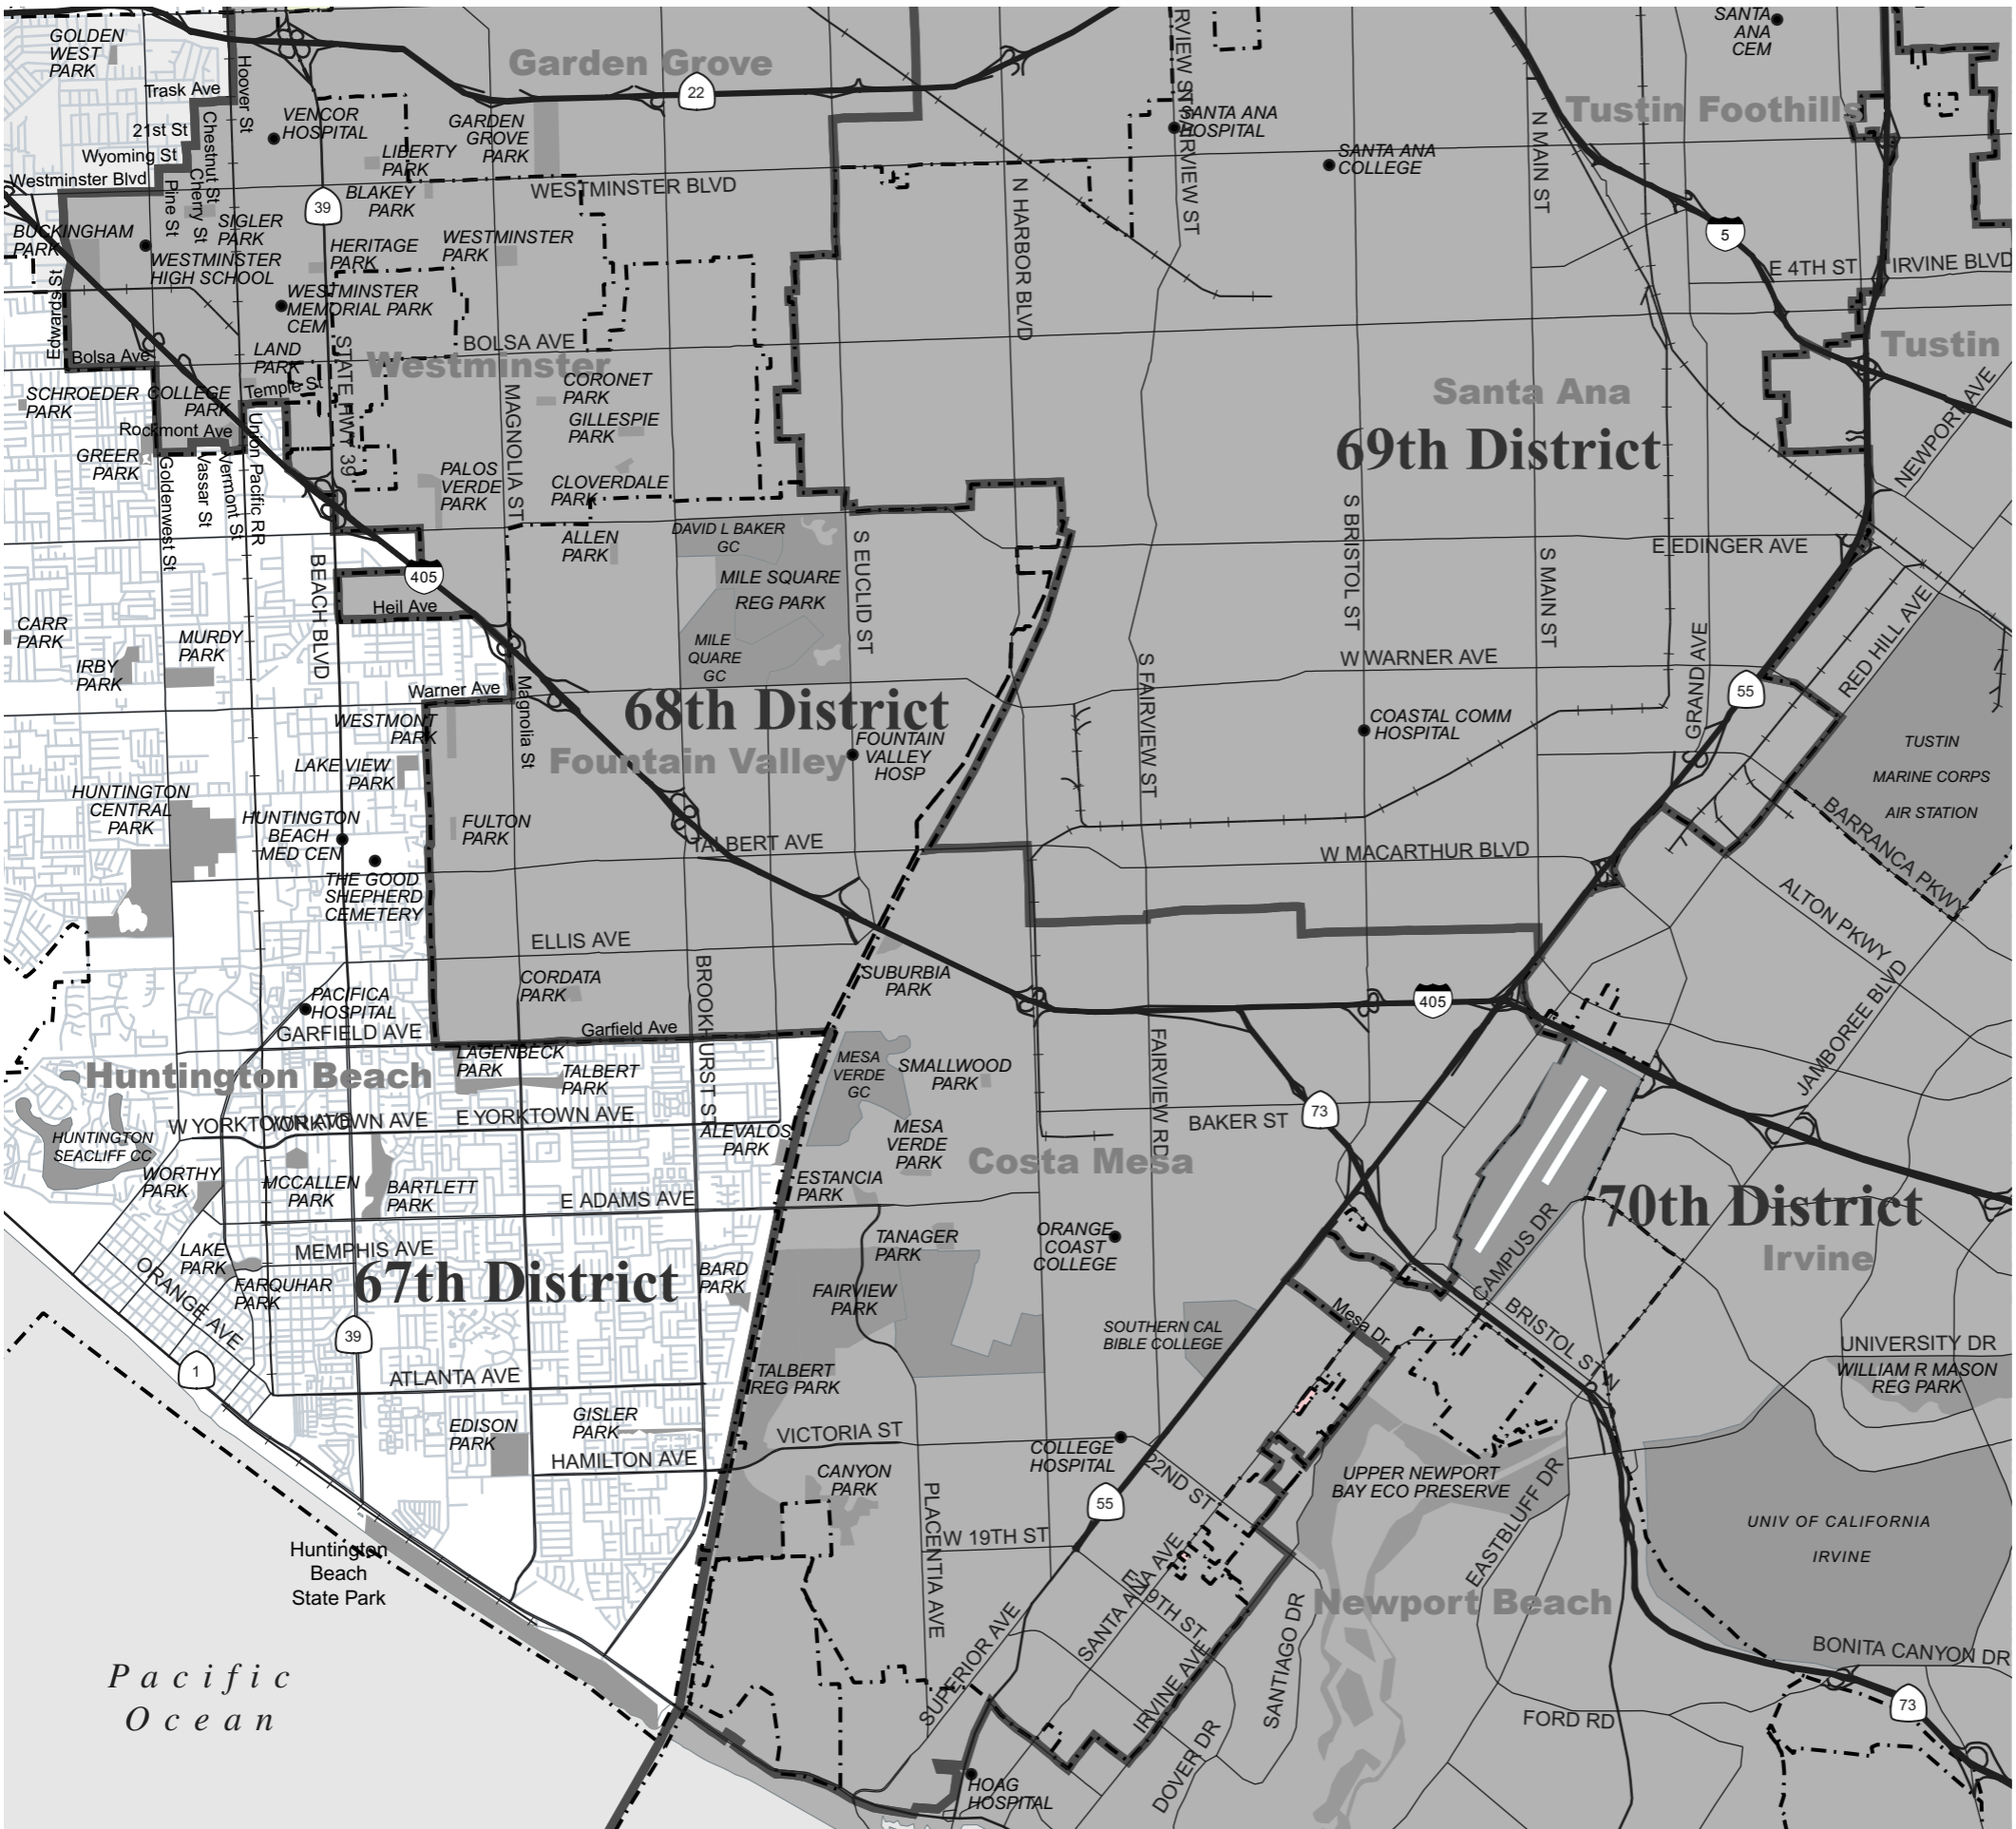 GOLDEN
WEST
PARK
Hoover St
Garden Grove
22
RVIEW ST
N FAIRVIEW ST
SANTA
ANA
CEM
Trask Ave
Chestnut St
VENCOR
HOSPITAL
GARDEN
GROVE
PARK
SANTA ANA
HOSPITAL
N MAIN ST
Tustin Foothills
21st St
Wyoming St
LIBERTY
PARK
SANTA ANA
COLLEGE
Westminster Blvd
Pine St
Cherry St
39
BLAKEY
PARK
WESTMINSTER BLVD
N HARBOR BLVD
BUCKINGHAM
PARK
SIGLER
PARK
HERITAGE
PARK
WESTMINSTER
PARK
5
WESTMINSTER
HIGH SCHOOL
E 4TH ST
IRVINE BLVD
Edwards St
WESTMINSTER
MEMORIAL PARK
CEM
Bolsa Ave
LAND
PARK
STATE HWY 39
BOLSA AVE
Westminster
Tustin
SCHROEDER
PARK
COLLEGE
PARK
Temple St
MAGNOLIA ST
CORONET
PARK
Santa Ana
69th District
NEWPORT AVE
Rockmont Ave
GILLESPIE
PARK
GREER
PARK
Goldenwest St
Vassar St
Vermont St
Union Pacific RR
PALOS
VERDE
PARK
CLOVERDALE
PARK
S BRISTOL ST
ALLEN
PARK
DAVID L BAKER
GC
S EUCLID ST
E EDINGER AVE
BEACH BLVD
405
MILE SQUARE
REG PARK
S MAIN ST
Heil Ave
CARR
PARK
MURDY
PARK
IRBY
PARK
MILE
QUARE
GC
S FAIRVIEW ST
W WARNER AVE
GRAND AVE
RED HILL AVE
Warner Ave
Magnolia St
68th District
55
WESTMONT
PARK
Fountain Valley
FOUNTAIN
VALLEY
HOSP
COASTAL COMM
HOSPITAL
TUSTIN
MARINE CORPS
AIR STATION
LAKE VIEW
PARK
HUNTINGTON
CENTRAL
PARK
HUNTINGTON
BEACH
MED CEN
FULTON
PARK
TALBERT AVE
W MACARTHUR BLVD
BARRANCA PKWY
THE GOOD
SHEPHERD
CEMETERY
ALTON PKWY
ELLIS AVE
CORDATA
PARK
BROOKHURST ST
SUBURBIA
PARK
405
JAMBOREE BLVD
PACIFICA
HOSPITAL
GARFIELD AVE
Garfield Ave
FAIRVIEW RD
LAGENBECK
PARK
TALBERT
PARK
MESA
VERDE
GC
SMALLWOOD
PARK
Huntington Beach
W YORKTOWN AVE
YORKTOWN AVE
E YORKTOWN AVE
73
BAKER ST
HUNTINGTON
SEACLIFF CC
ALEVALOS
PARK
MESA
VERDE
PARK
Costa Mesa
WORTHY
PARK
MCCALLEN
PARK
BARTLETT
PARK
E ADAMS AVE
ESTANCIA
PARK
CAMPUS DR
70th District
Irvine
LAKE
PARK
MEMPHIS AVE
TANAGER
PARK
ORANGE
COAST
COLLEGE
ORANGE AVE
FARQUHAR
PARK
67th District
BARD
PARK
FAIRVIEW
PARK
Mesa Dr
BRISTOL ST N
39
SOUTHERN CAL
BIBLE COLLEGE
UNIVERSITY DR
WILLIAM R MASON
REG PARK
1
ATLANTA AVE
TALBERT
REG PARK
EDISON
PARK
GISLER
PARK
VICTORIA ST
COLLEGE
HOSPITAL
HAMILTON AVE
CANYON
PARK
22ND ST
UPPER NEWPORT
BAY ECO PRESERVE
PLACENTIA AVE
55
EASTBLUFF DR
UNIV OF CALIFORNIA
IRVINE
Huntington
Beach
State Park
W 19TH ST
SANTA ANA AVE
E 19TH ST
Newport Beach
SANTIAGO DR
SUPERIOR AVE
IRVINE AVE
BONITA CANYON DR
Pacific
Ocean
73
FORD RD
DOVER DR
HOAG
HOSPITAL